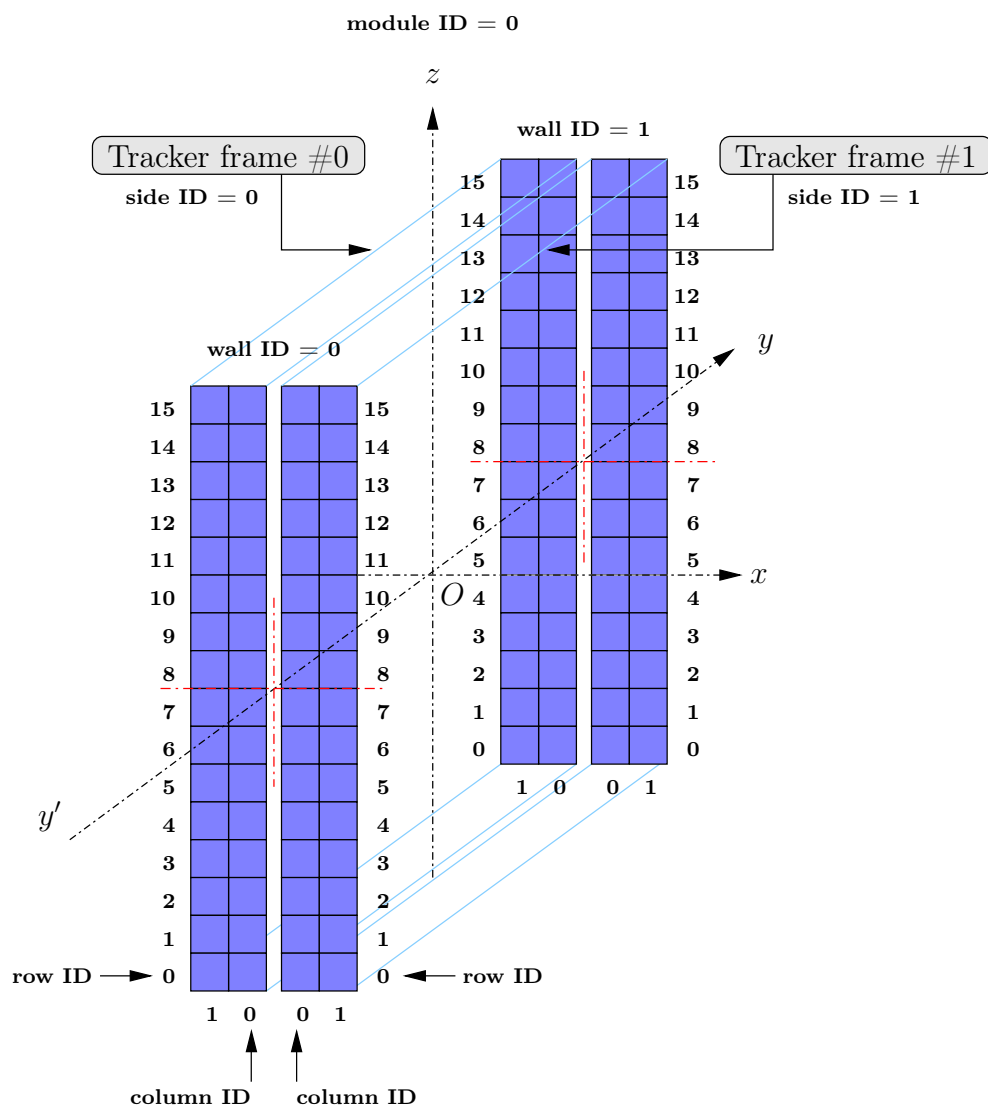 module ID = 0
z
wall ID = 1
Tracker frame #0
Tracker frame #1
side ID = 0
side ID = 1
15 15
14 14
13 13
12 12
11 11
10 10
9 9
8 8
7 7
6 6
5 5
4 4
3 3
2 2
1 1
0 0
1 0 0 1
y
x
O
wall ID = 0
15 15
14 14
13 13
12 12
11 11
10 10
9 9
8 8
7 7
6 6
5 5
4 4
3 3
2 2
1 1
0 0
y′
row ID
row ID
1 0 0 1
column ID
column ID